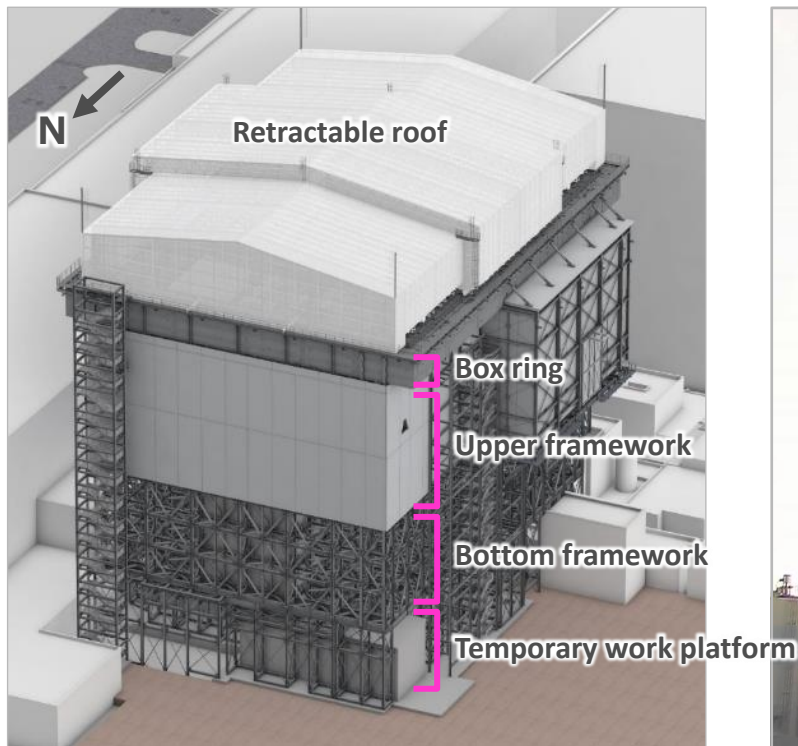 N
Retractable roof
Box ring
Upper framework
Bottom framework
Temporary work platform